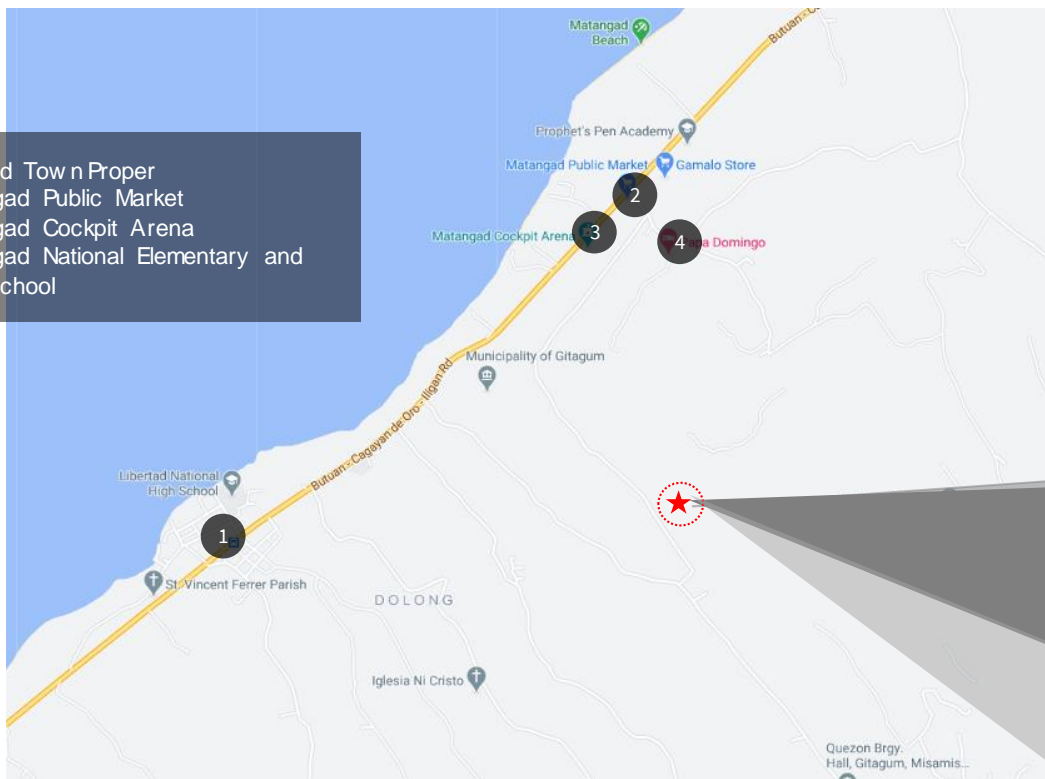 Matangad
Beach
Butuan - C
Prophet's Pen Academy
Matangad Public Market
Gamalo Store
d Town Proper
gad Public Market
gad Cockpit Arena
gad National Elementary and
chool
2
3
4
Matangad Cockpit Arena
Papa Domingo
Municipality of Gitagum
Butuan - Cagayan de Oro - Iligan Rd
Libertad National
High School
1
St. Vincent Ferrer Parish
DOLONG
Iglesia Ni Cristo
Quezon Brgy.
Hall, Gitagum, Misamis...